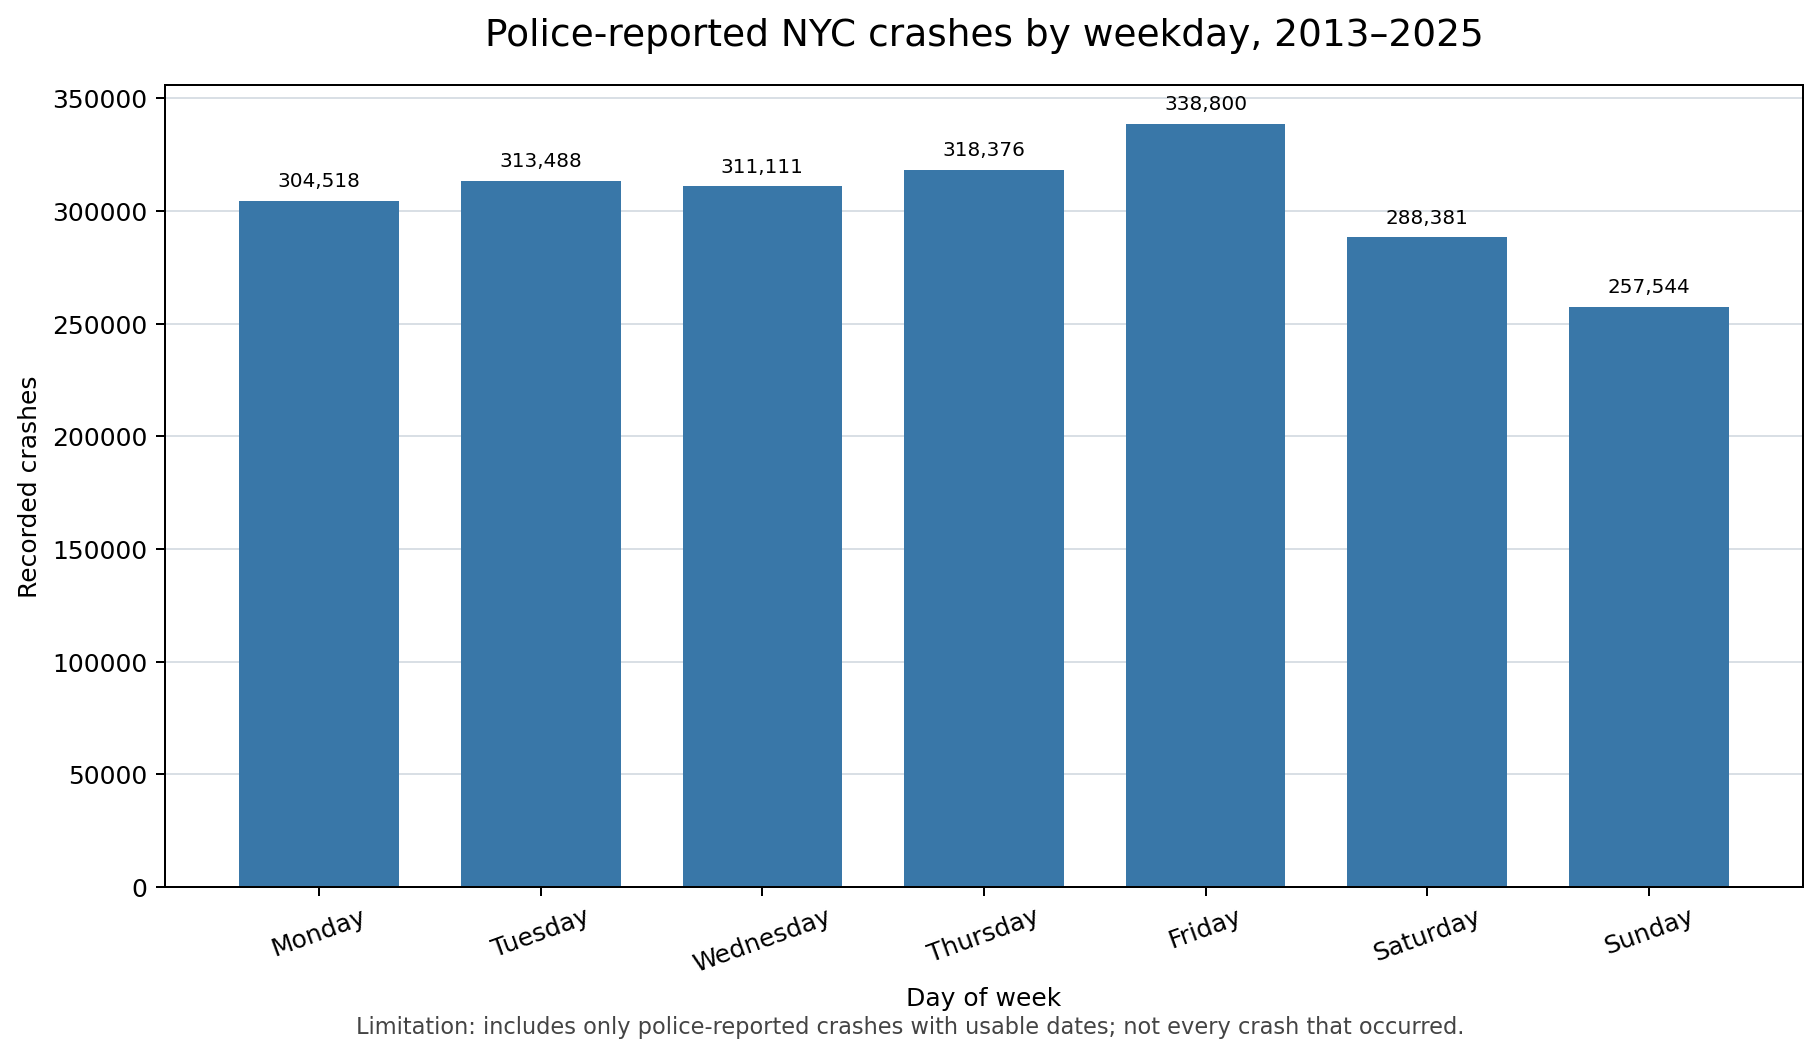 Police-reported NYC crashes by weekday, 2013–2025
Recorded crashes
350000
300000
250000
200000
150000
100000
50000
0
304,518
313,488
311,111
318,376
338,800
288,381
257,544
Monday
Tuesday
Wednesday
Thursday
Friday
Saturday
Sunday
Day of week
Limitation: includes only police-reported crashes with usable dates; not every crash that occurred.